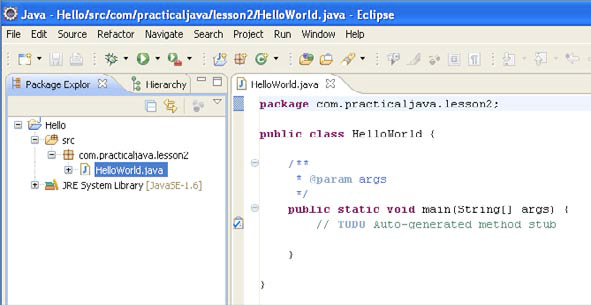 Java - Hello/src/com/practicaljava/lesson2/HelloWorld.java - Eclipse
File Edit Source Refactor Navigate Search Project Run Window Help
Package Explor Hierarchy
HelloWorld.java
Hello
src
com.practicaljava.lesson2
HelloWorld.java
JRE System Library [JavaSE-1.6]
package com.practicaljava.lesson2;
public class HelloWorld {
/**
* @param args
*/
public static void main(String[] args) {
// TODO Auto-generated method stub
}
}